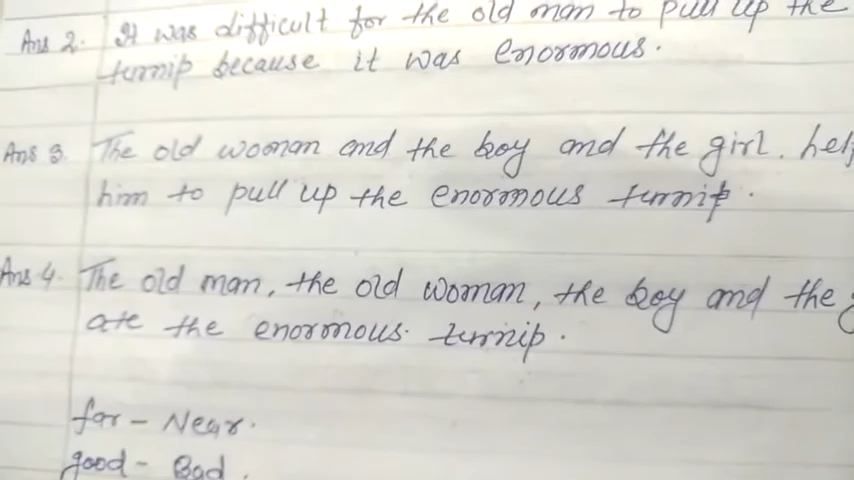 Ans 2. It was difficult for the old man to pull up the
turnip because it was enormous.
Ans 3. The old woman and the boy and the girl. hel
him to pull up the enormous turnip.
Ans 4. The old man, the old woman, the boy and the
ate the enormous. turnip.
far - Near.
good - Bad.